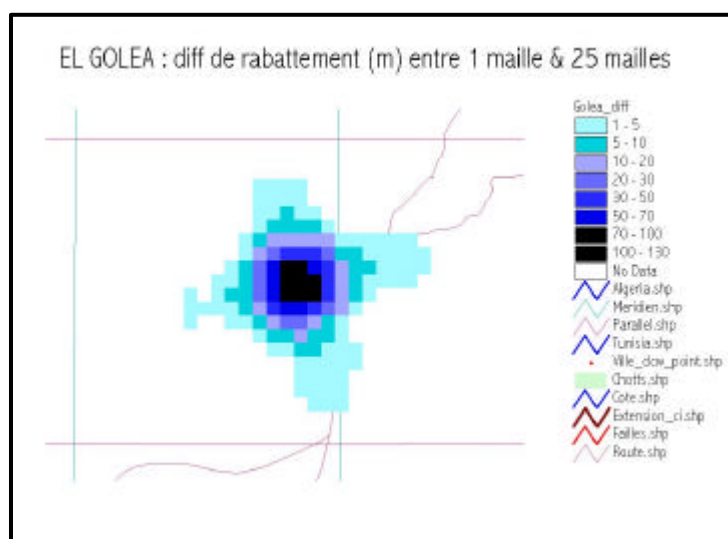 EL GOLEA : diff de rabattement (m) entre 1 maille & 25 mailles
Golea_diff
1 - 5
5 - 10
10 - 20
20 - 30
30 - 50
50 - 70
70 - 100
100 - 130
No Data
Algeria.shp
Meridien.shp
Parallel.shp
Tunisia.shp
Ville_dcw_point.shp
Chotts.shp
Cote.shp
Extension_ci.shp
Failles.shp
Route.shp